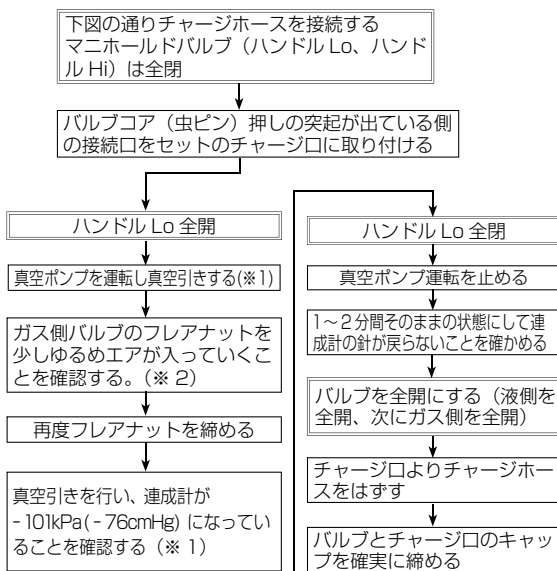 下図の通りチャージホースを接続する
マニホールドバルブ（ハンドル Lo、ハンド
ル Hi）は全閉
バルブコア（虫ピン）押しの突起が出ている側
の接続口をセットのチャージ口に取り付ける
ハンドル Lo 全開
真空ポンプを運転し真空引きする(※1)
ガス側バルブのフレアナットを
少しゆるめエアが入っていくこ
とを確認する。（※ 2）
再度フレアナットを締める
真空引きを行い、連成計が
- 101kPa( - 76cmHg) になってい
ることを確認する（※ 1）
ハンドル Lo 全閉
真空ポンプ運転を止める
1～2分間そのままの状態にして連
成計の針が戻らないことを確かめる
バルブを全開にする（液側を
全開、次にガス側を全開）
チャージ口よりチャージホー
スをはずす
バルブとチャージ口のキャッ
プを確実に締める